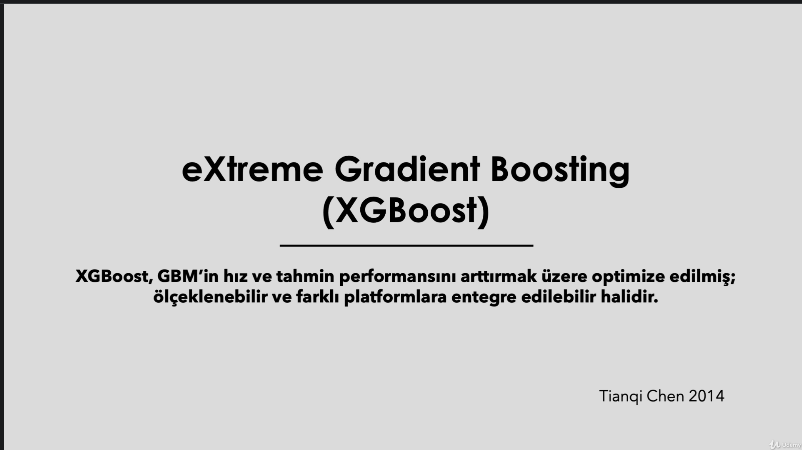 eXtreme Gradient Boosting
(XGBoost)
XGBoost, GBM’in hız ve tahmin performansını arttırmak üzere optimize edilmiş;
ölçeklenebilir ve farklı platformlara entegre edilebilir halidir.
Tianqi Chen 2014